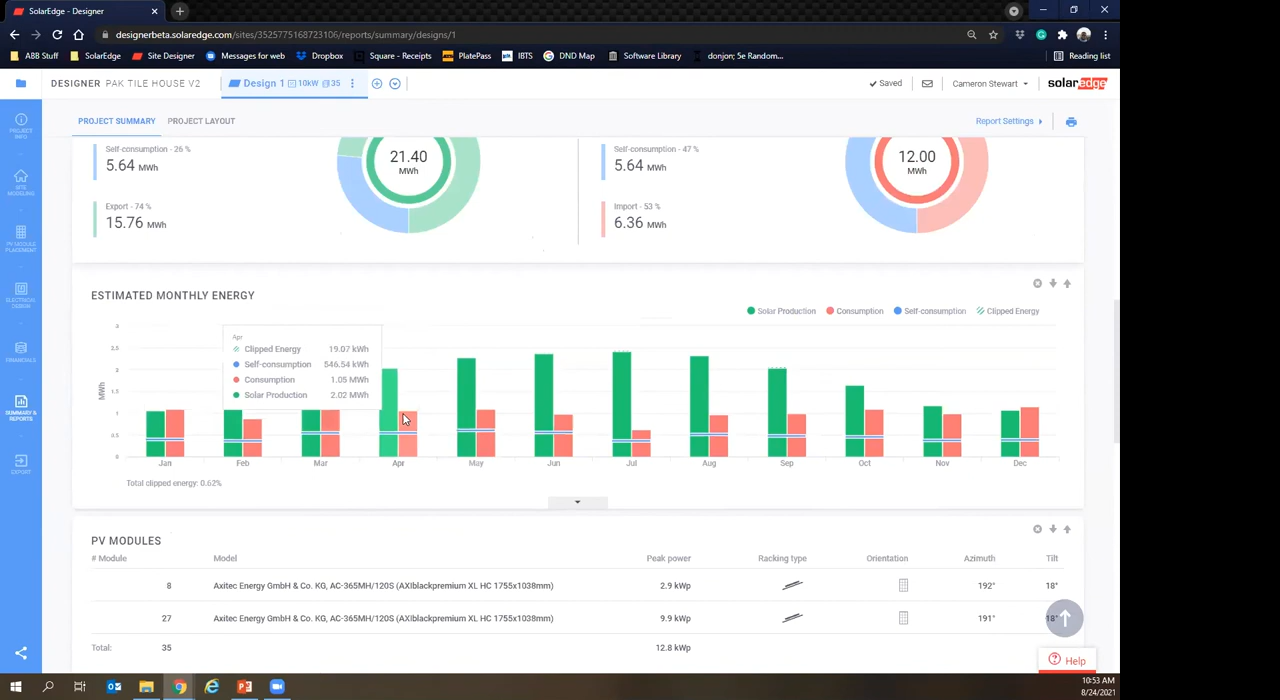 SolarEdge - Designer
designerbeta.solaredge.com/sites/3525775168723106/reports/summary/designs/1
ABB Stuff SolarEdge Site Designer Messages for web Dropbox Square - Receipts PlatePass IBTS DND Map Software Library donjon; 5e Random... Reading list
DESIGNER PAK TILE HOUSE V2 Design 1 10kW 35 Saved Cameron Stewart solaredge
PROJECT SUMMARY PROJECT LAYOUT Report Settings
PROJECT INFO
SITE MODELING
PV MODULE PLACEMENT
ELECTRICAL DESIGN
FINANCIALS
SUMMARY & REPORTS
EXPORT
Self-consumption - 26 %
5.64 MWh
Export - 74 %
15.76 MWh
21.40
MWh
Self-consumption - 47 %
5.64 MWh
Import - 53 %
6.36 MWh
12.00
MWh
ESTIMATED MONTHLY ENERGY
Solar Production Consumption Self-consumption Clipped Energy
MWh
3
2.5
2
1.5
1
0.5
0
Apr
Clipped Energy 19.07 kWh
Self-consumption 546.54 kWh
Consumption 1.05 MWh
Solar Production 2.02 MWh
Jan Feb Mar Apr May Jun Jul Aug Sep Oct Nov Dec
Total clipped energy: 0.62%
PV MODULES
# Module Model Peak power Racking type Orientation Azimuth Tilt
8 Axitec Energy GmbH & Co. KG, AC-365MH/120S (AXIblackpremium XL HC 1755x1038mm) 2.9 kWp 192° 18°
27 Axitec Energy GmbH & Co. KG, AC-365MH/120S (AXIblackpremium XL HC 1755x1038mm) 9.9 kWp 191° 18°
Total: 35 12.8 kWp
Help
10:53 AM
8/24/2021